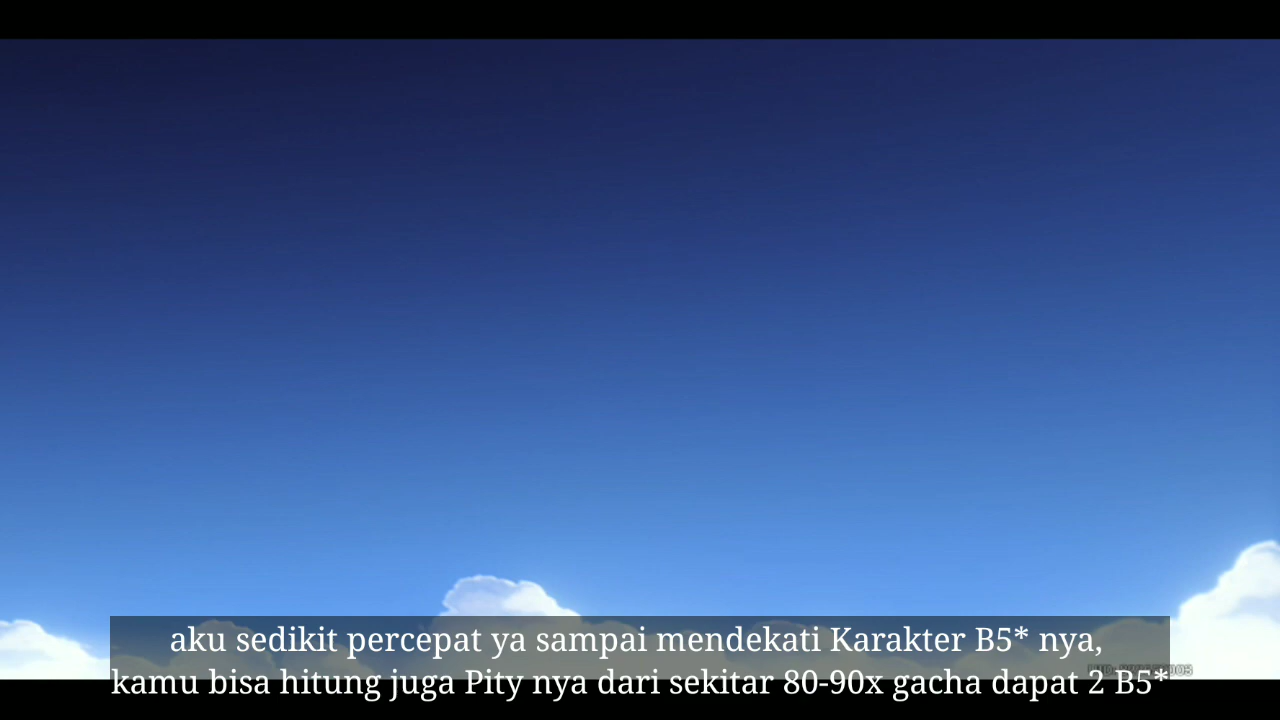 aku sedikit percepat ya sampai mendekati Karakter B5* nya,
kamu bisa hitung juga Pity nya dari sekitar 80-90x gacha dapat 2 B5*